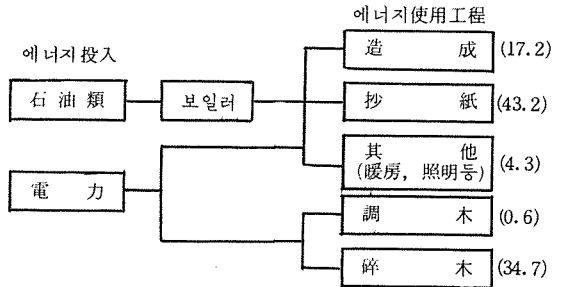 에너지使用工程
에너지投入
造 成 (17.2)
石油類 보일러 抄 紙 (43.2)
其 他 (4.3)
(暖房, 照明등)
電 力
調 木 (0.6)
碎 木 (34.7)